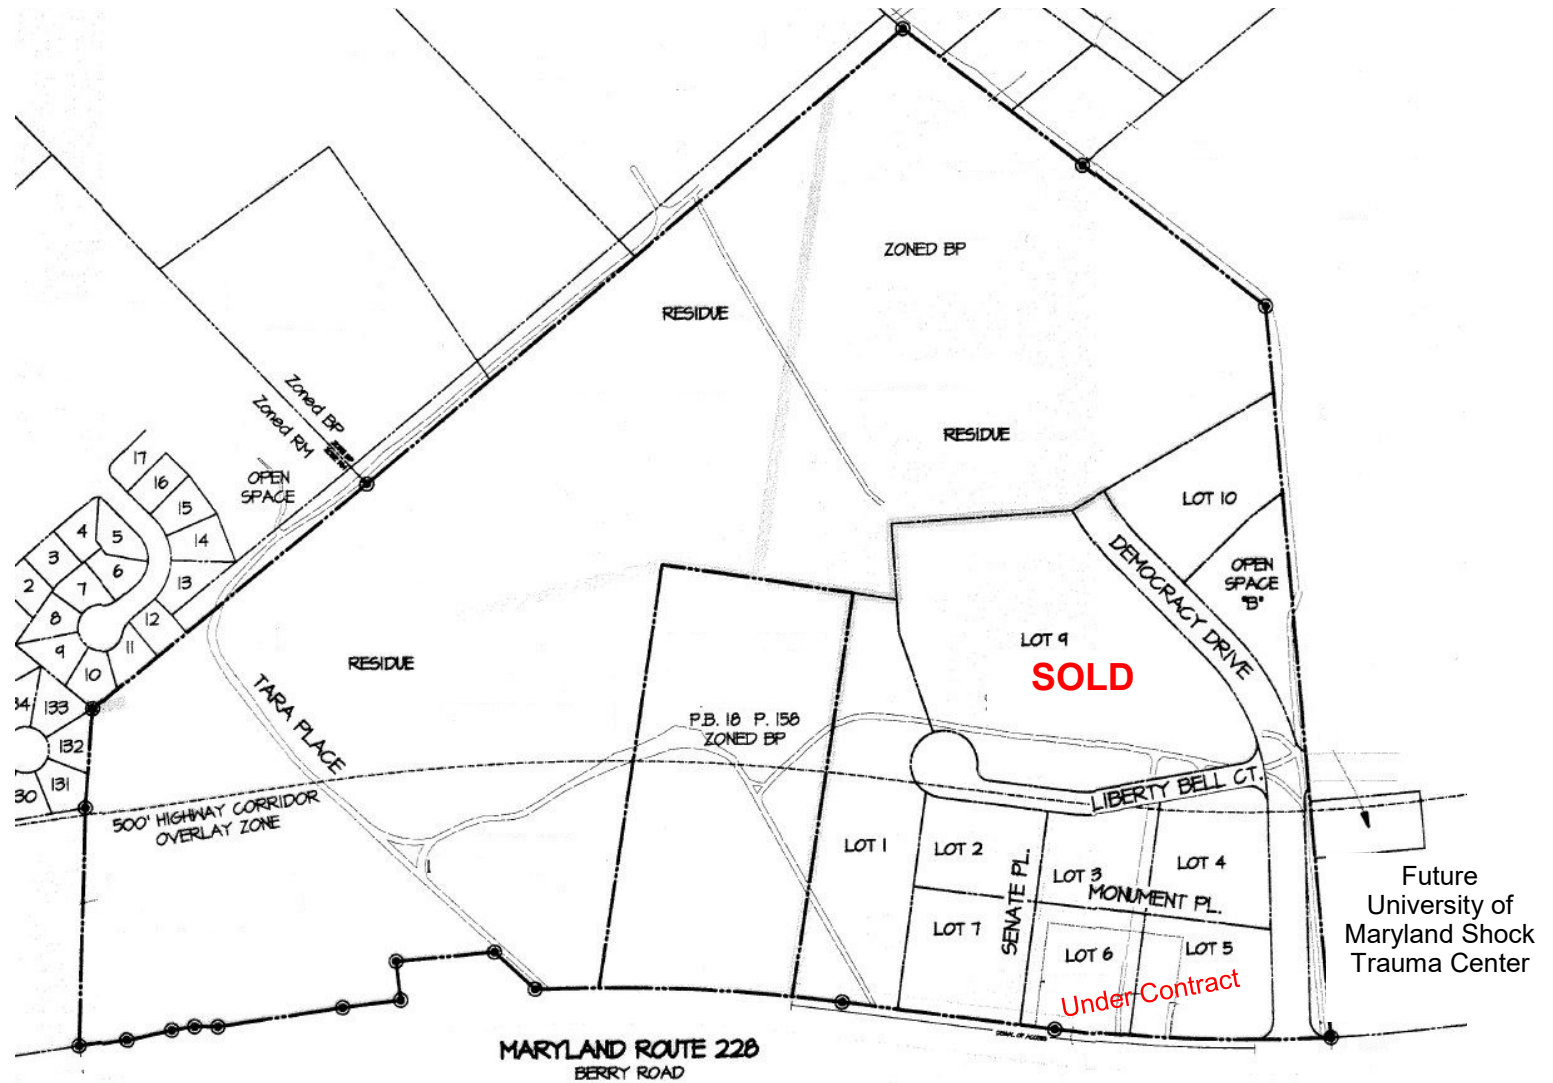 ZONED BP
RESIDUE
Zoned BP
Zoned RM
RESIDUE
OPEN
SPACE
17
16
15
14
13
12
11
10
9
8
7
6
5
4
3
2
133
132
131
30
34
LOT 10
DEMOCRACY DRIVE
OPEN
SPACE
"B"
LOT 9
SOLD
RESIDUE
TARA PLACE
P.B. 18 P. 158
ZONED BP
500' HIGHWAY CORRIDOR
OVERLAY ZONE
LIBERTY BELL CT.
LOT 1
LOT 2
LOT 3
LOT 4
SENATE PL.
MONUMENT PL.
LOT 7
LOT 6
LOT 5
Under Contract
Future
University of
Maryland Shock
Trauma Center
MARYLAND ROUTE 228
BERRY ROAD